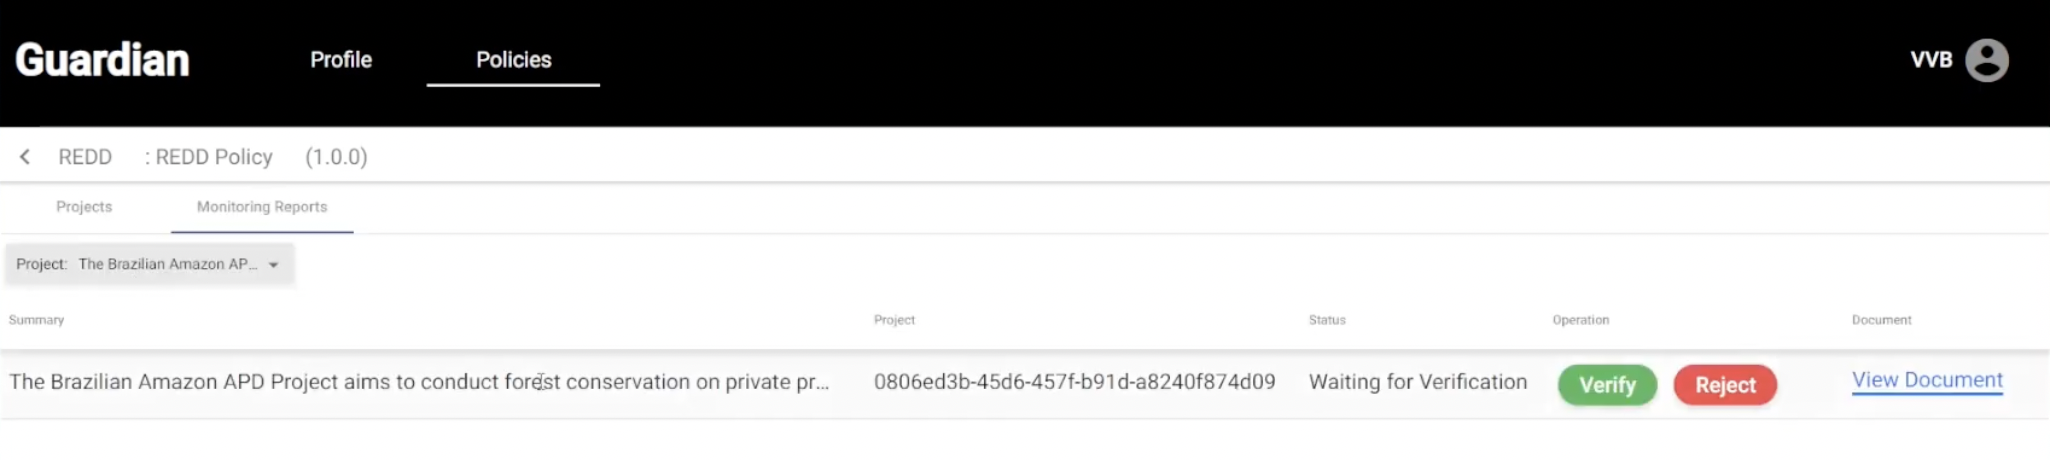 Guardian Profile Policies VVB
REDD : REDD Policy (1.0.0)
Projects Monitoring Reports
Project: The Brazilian Amazon AP...
Summary Project Status Operation Document
The Brazilian Amazon APD Project aims to conduct forest conservation on private pr... 0806ed3b-45d6-457f-b91d-a8240f874d09 Waiting for Verification Verify Reject View Document